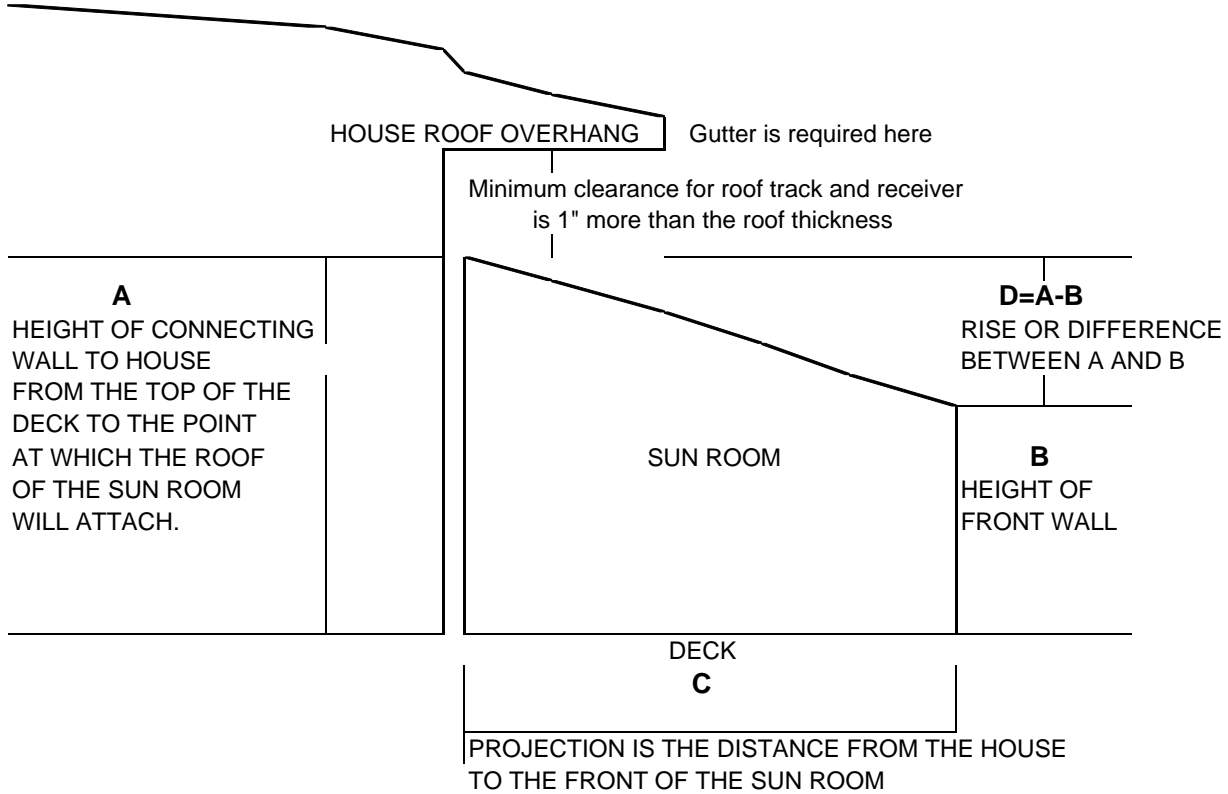 HOUSE ROOF OVERHANG
Gutter is required here
Minimum clearance for roof track and receiver
is 1" more than the roof thickness
A
HEIGHT OF CONNECTING
WALL TO HOUSE
FROM THE TOP OF THE
DECK TO THE POINT
AT WHICH THE ROOF
OF THE SUN ROOM
WILL ATTACH.
D=A-B
RISE OR DIFFERENCE
BETWEEN A AND B
SUN ROOM
B
HEIGHT OF
FRONT WALL
DECK
C
PROJECTION IS THE DISTANCE FROM THE HOUSE
TO THE FRONT OF THE SUN ROOM